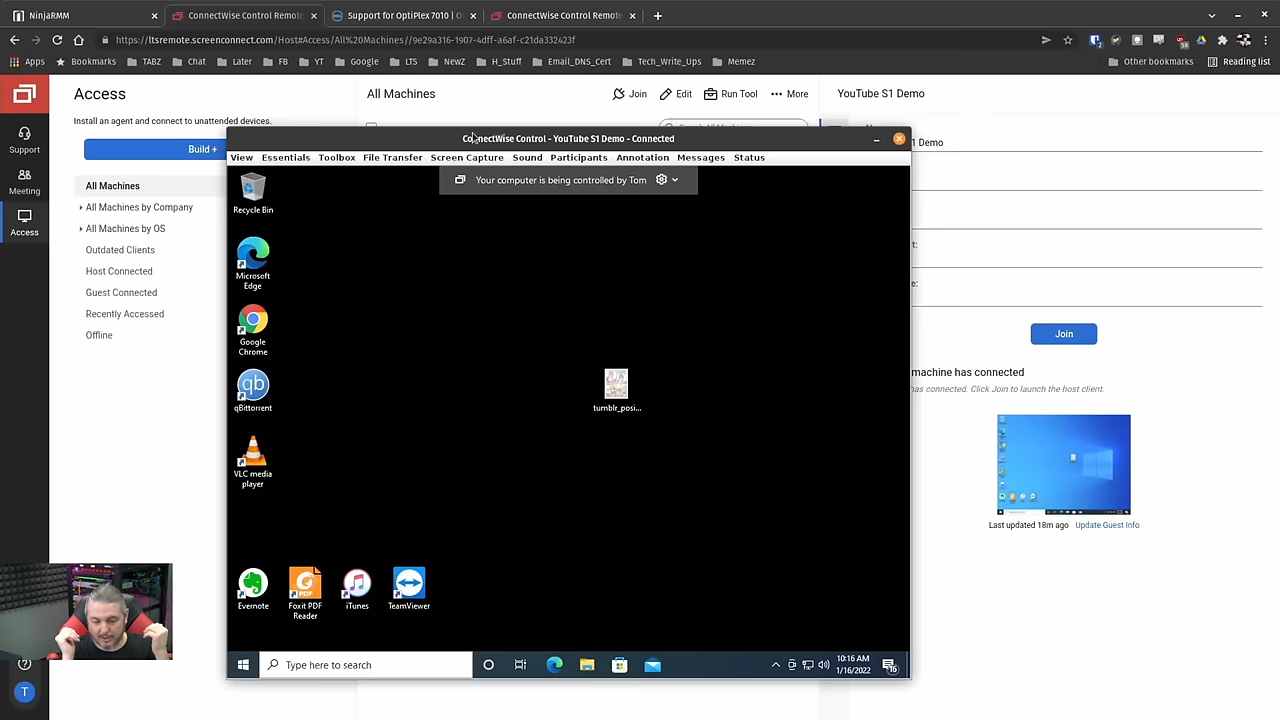 NinjaRMM
ConnectWise Control Remote
Support for OptiPlex 7010 | O
ConnectWise Control Remote
https://ltsremote.screenconnect.com/Host#Access/All%20Machines//9e29a316-1907-4dff-a6af-c21da332423f
Apps Bookmarks TABZ Chat Later FB YT Google LTS NewZ H_Stuff Email_DNS_Cert Tech_Write_Ups Memez Other bookmarks Reading list
Access
All Machines
Join Edit Run Tool More
YouTube S1 Demo
Install an agent and connect to unattended devices.
Build +
Support
Meeting
Access
All Machines
All Machines by Company
All Machines by OS
Outdated Clients
Host Connected
Guest Connected
Recently Accessed
Offline
ConnectWise Control - YouTube S1 Demo - Connected
View Essentials Toolbox File Transfer Screen Capture Sound Participants Annotation Messages Status
Your computer is being controlled by Tom
Recycle Bin
Microsoft
Edge
Google
Chrome
qBittorrent
VLC media
player
tumblr_posi...
Evernote
Foxit PDF
Reader
iTunes
TeamViewer
Type here to search
10:16 AM
1/16/2022
1 Demo
t:
e:
Join
machine has connected
has connected. Click Join to launch the host client.
Last updated 18m ago Update Guest Info
T